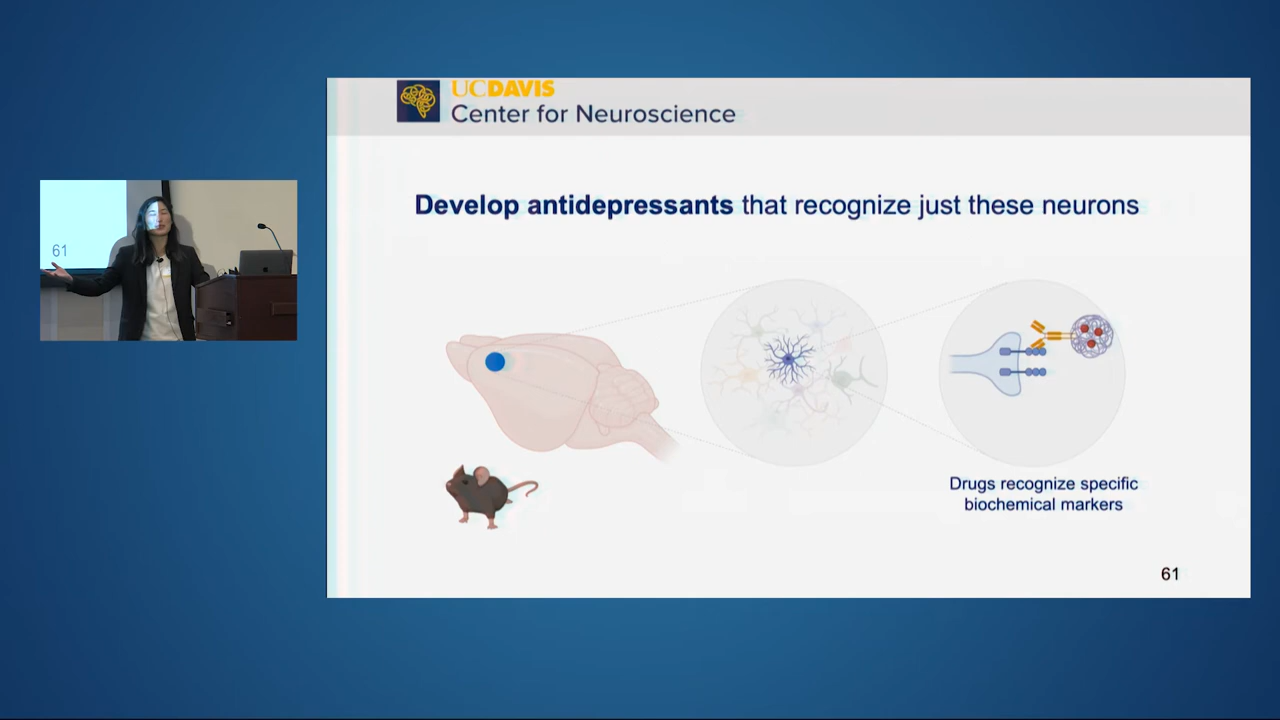 UCDAVIS
Center for Neuroscience
Develop antidepressants that recognize just these neurons
61
Drugs recognize specific
biochemical markers
61